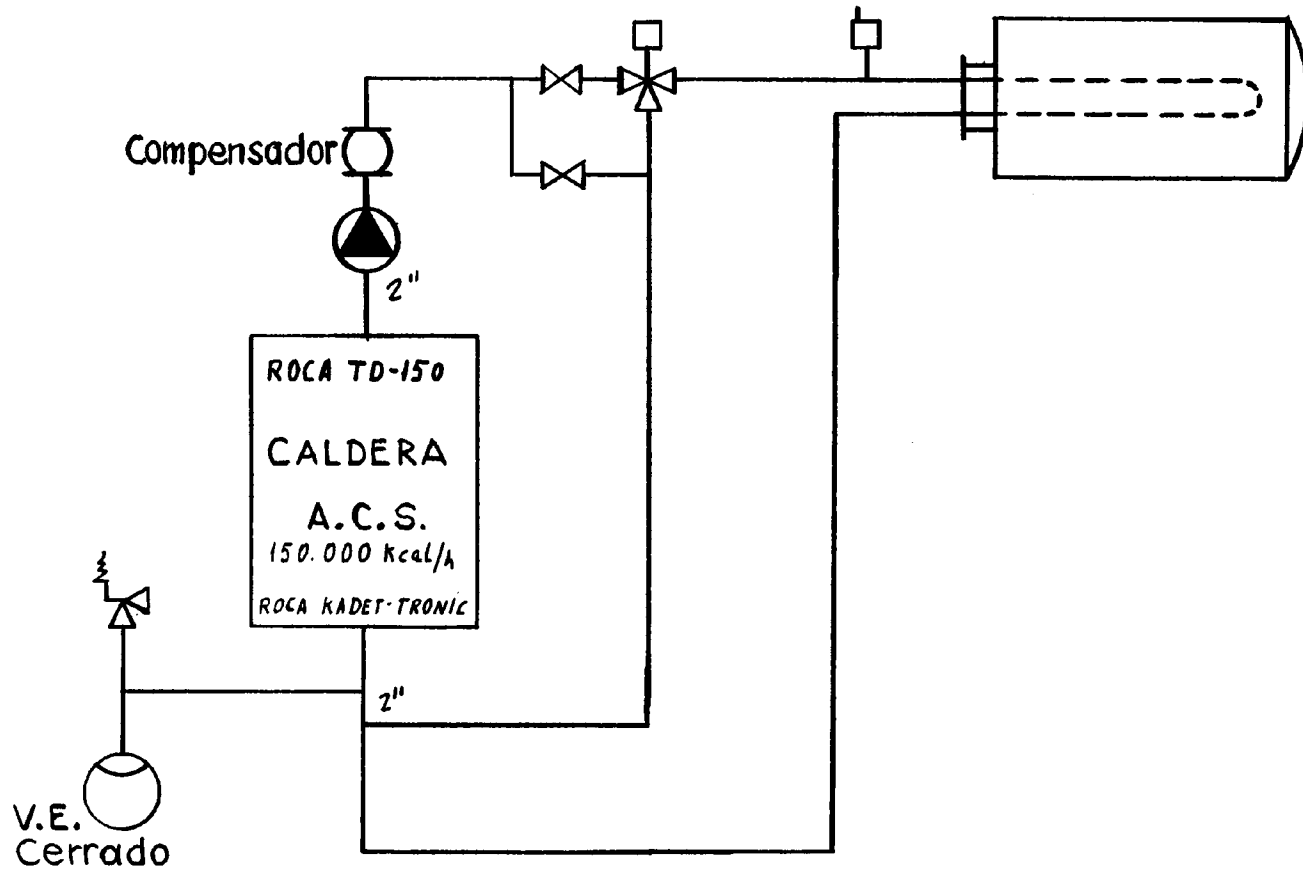 Compensador
2"
ROCA TD-150
CALDERA
A.C.S.
150.000 Kcal/h
ROCA KADET-TRONIC
2"
V.E.
Cerrado